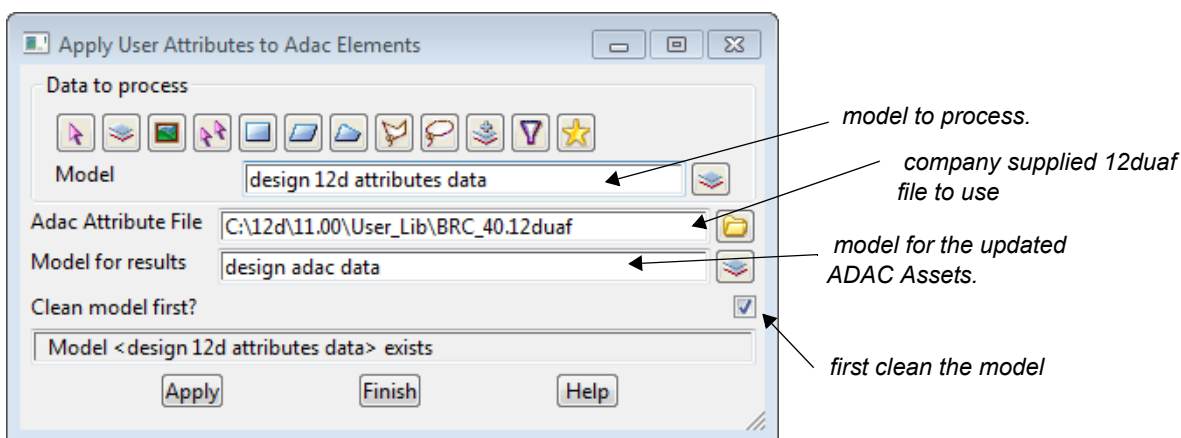 Apply User Attributes to Adac Elements
Data to process
Model
design 12d attributes data
Adac Attribute File
C:\12d\11.00\User_Lib\BRC_40.12duaf
Model for results
design adac data
Clean model first?
Model <design 12d attributes data> exists
Apply
Finish
Help
model to process.
company supplied 12duaf
file to use
model for the updated
ADAC Assets.
first clean the model